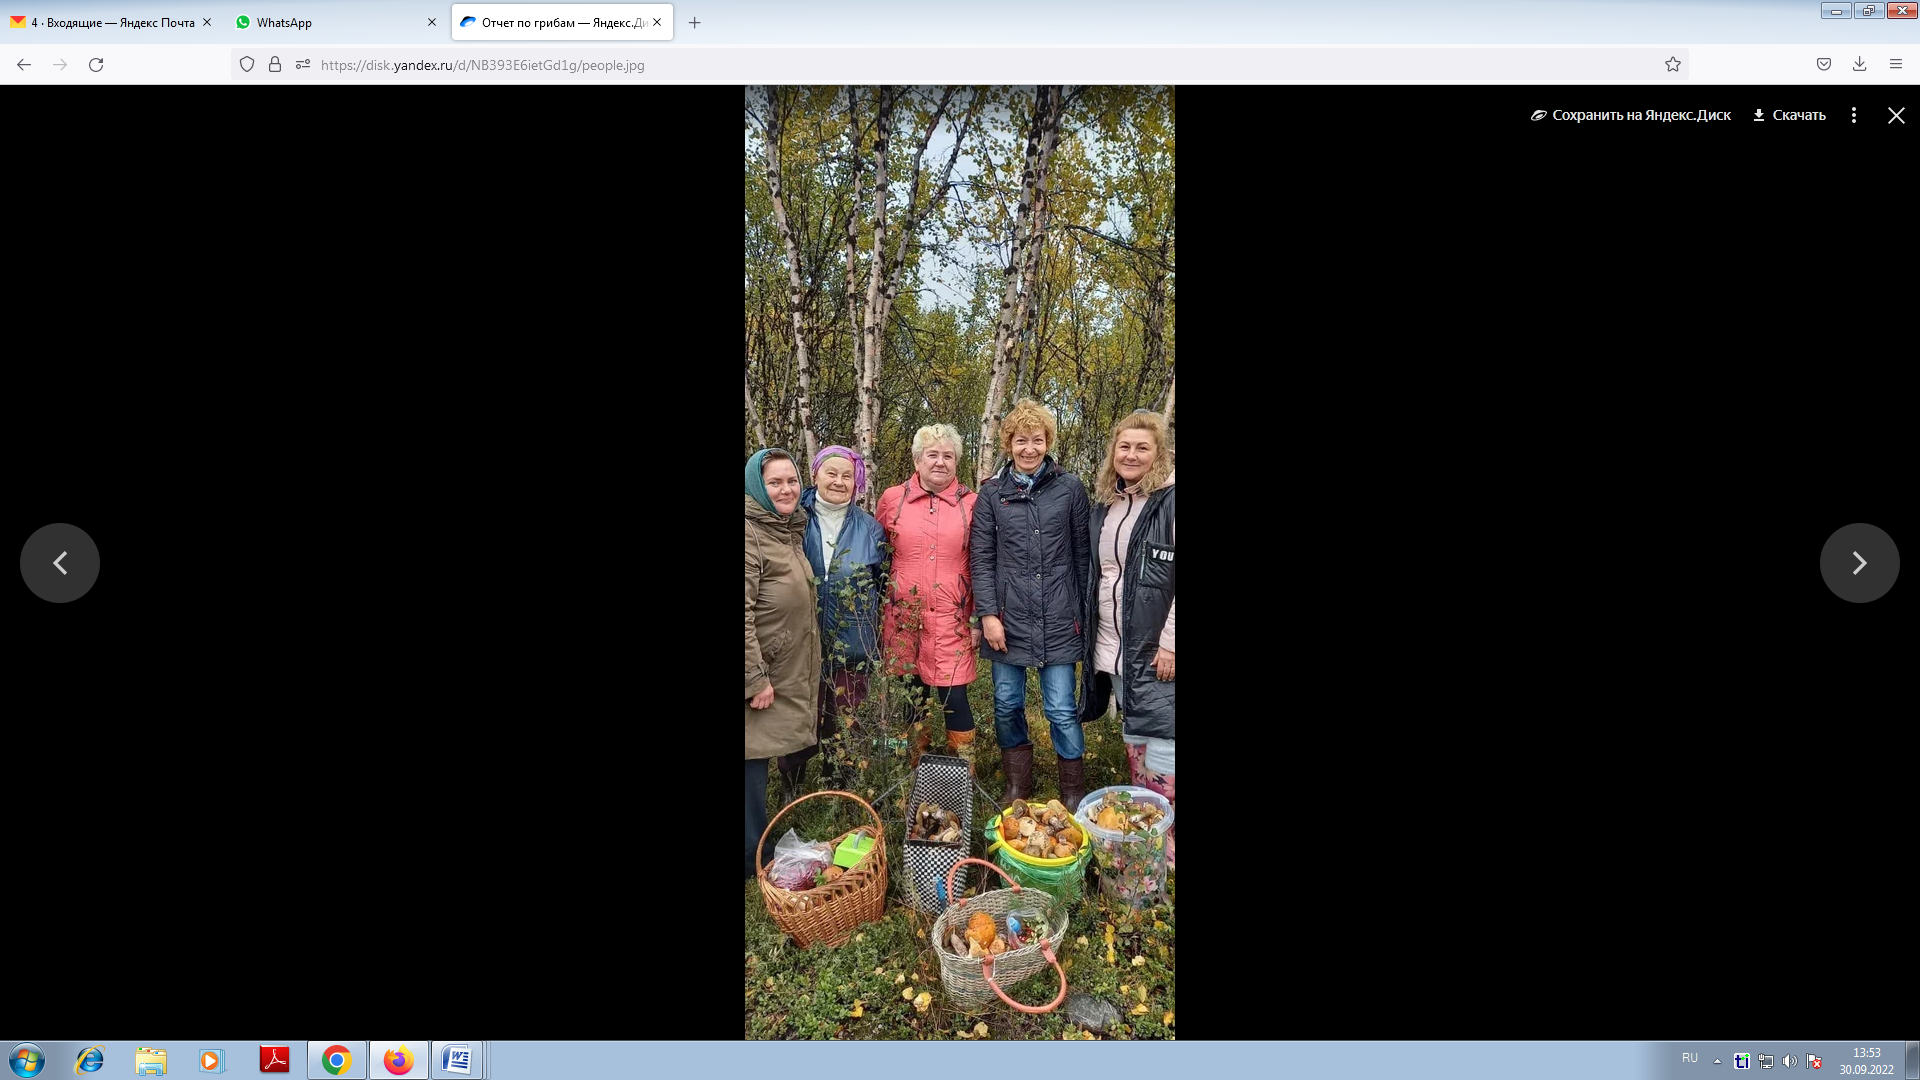 4 · Входящие — Яндекс Почта
WhatsApp
Отчет по грибам — Яндекс.Ди
https://disk.yandex.ru/d/NB393E6ietGd1g/people.jpg
Сохранить на Яндекс.Диск
Скачать
YOU
RU
13:53
30.09.2022